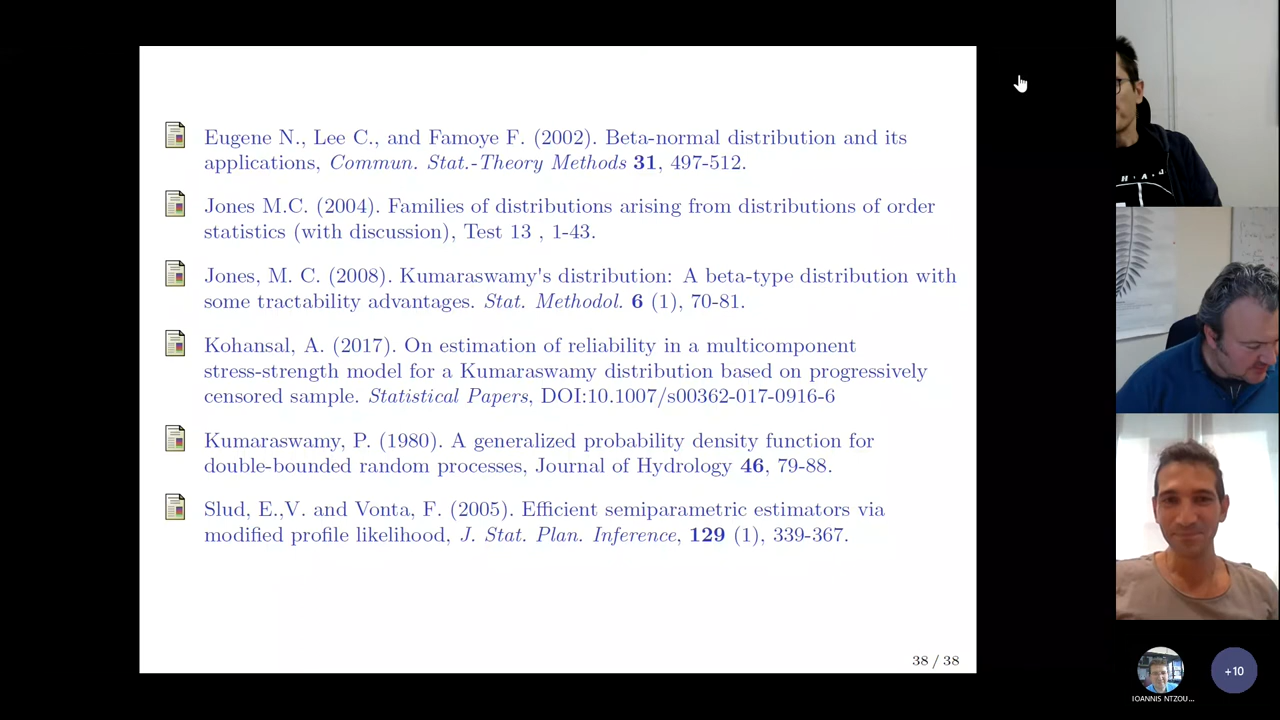 Eugene N., Lee C., and Famoye F. (2002). Beta-normal distribution and its
applications, Commun. Stat.-Theory Methods 31, 497-512.
Jones M.C. (2004). Families of distributions arising from distributions of order
statistics (with discussion), Test 13 , 1-43.
Jones, M. C. (2008). Kumaraswamy's distribution: A beta-type distribution with
some tractability advantages. Stat. Methodol. 6 (1), 70-81.
Kohansal, A. (2017). On estimation of reliability in a multicomponent
stress-strength model for a Kumaraswamy distribution based on progressively
censored sample. Statistical Papers, DOI:10.1007/s00362-017-0916-6
Kumaraswamy, P. (1980). A generalized probability density function for
double-bounded random processes, Journal of Hydrology 46, 79-88.
Slud, E.,V. and Vonta, F. (2005). Efficient semiparametric estimators via
modified profile likelihood, J. Stat. Plan. Inference, 129 (1), 339-367.
38 / 38
+10
IOANNIS NTZOU...